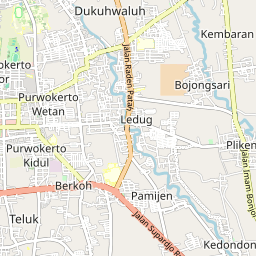 Dukuhwaluh
Kembaran
Jalan Raden Patah
Bojongsari
Purwokerto
Wetan
Ledug
Purwokerto
Kidul
Pliken
Jalan Imam Bonjol
Berkoh
Pamijen
Teluk
Jalan Supardjo Ro
Kedondon